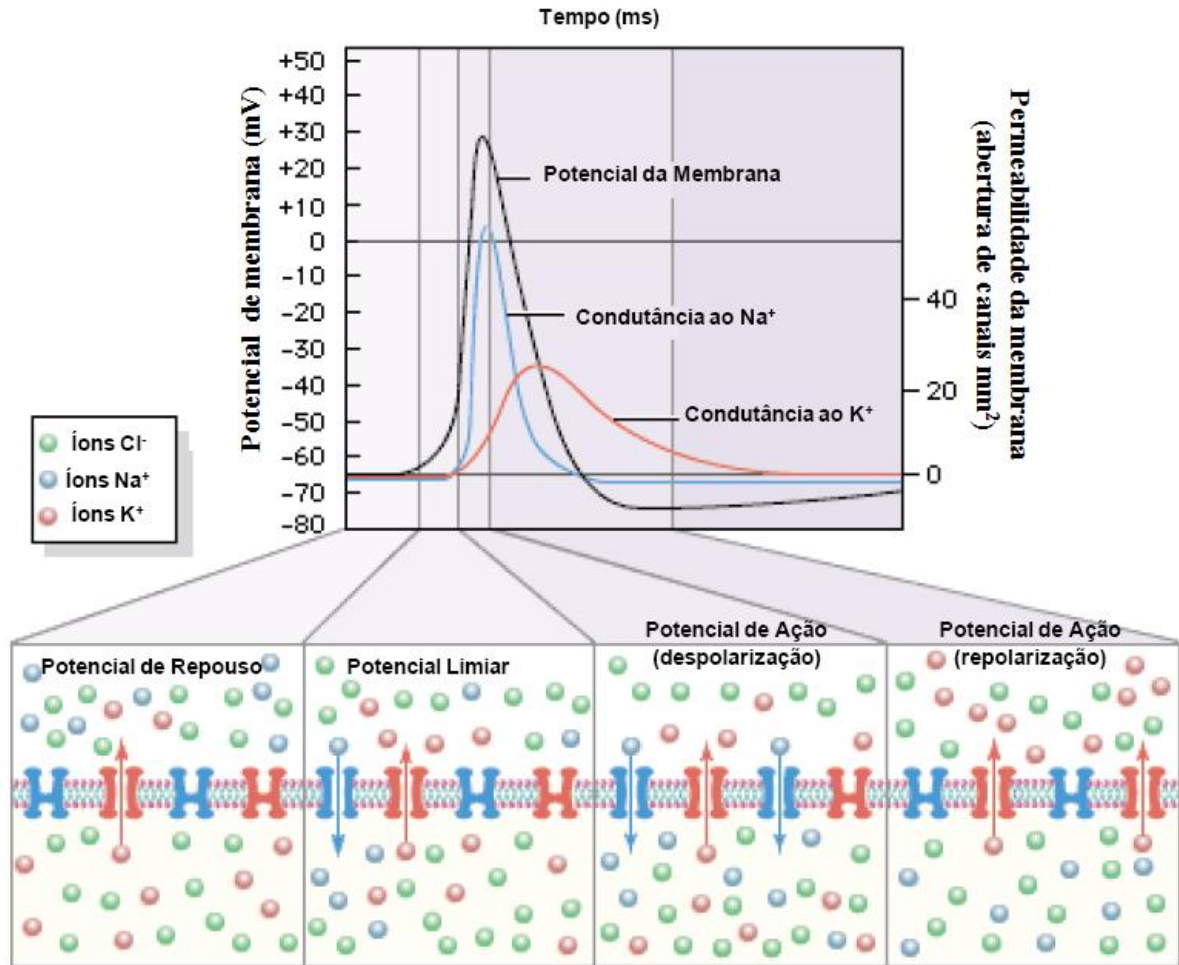 Tempo (ms)
Potencial de membrana (mV)
+50
+40
+30
+20
+10
0
-10
-20
-30
-40
-50
-60
-70
-80
Potencial da Membrana
Condutância ao Na⁺
Condutância ao K⁺
40
20
0
Permeabilidade da membrana
(abertura de canais mm²)
Íons Cl⁻
Íons Na⁺
Íons K⁺
Potencial de Repouso
Potencial Limiar
Potencial de Ação
(despolarização)
Potencial de Ação
(repolarização)